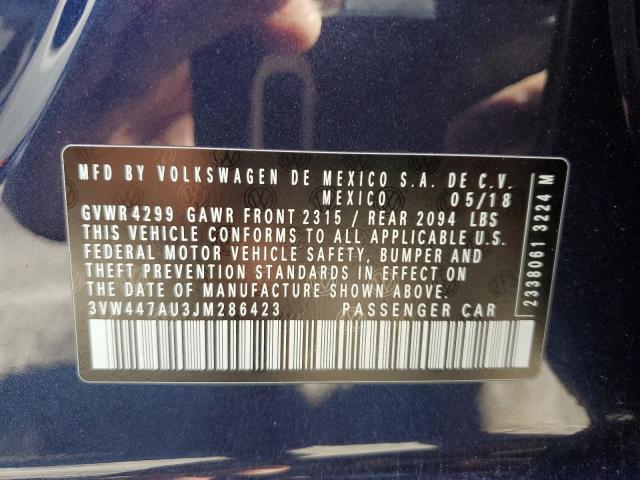 MFD BY VOLKSWAGEN DE MEXICO S.A. DE C.V.
MEXICO 05/18
GVWR4299 GAWR FRONT 2315 / REAR 2094 LBS
THIS VEHICLE CONFORMS TO ALL APPLICABLE U.S.
FEDERAL MOTOR VEHICLE SAFETY, BUMPER AND
THEFT PREVENTION STANDARDS IN EFFECT ON
THE DATE OF MANUFACTURE SHOWN ABOVE.
3VW447AU3JM286423 PASSENGER CAR
2338061 3224 M